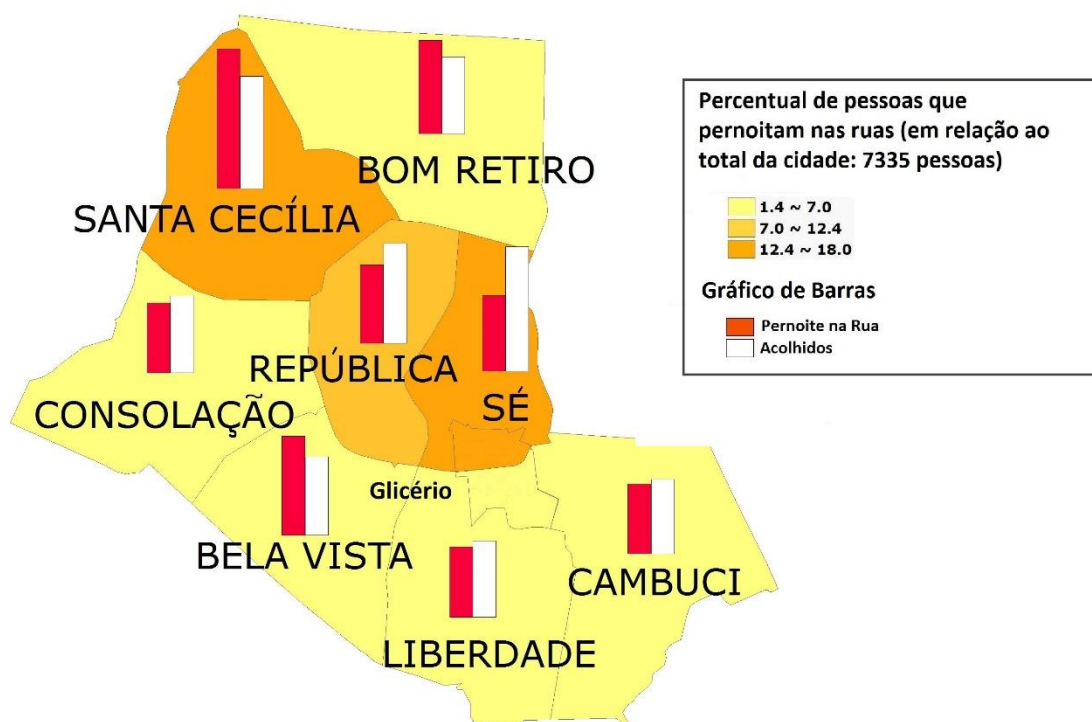 SANTA CECÍLIA
BOM RETIRO
CONSOLAÇÃO
REPÚBLICA
SÉ
BELA VISTA
Glicério
LIBERDADE
CAMBUCI
Percentual de pessoas que
pernoitam nas ruas (em relação ao
total da cidade: 7335 pessoas)
1.4 ~ 7.0
7.0 ~ 12.4
12.4 ~ 18.0
Gráfico de Barras
Pernoite na Rua
Acolhidos